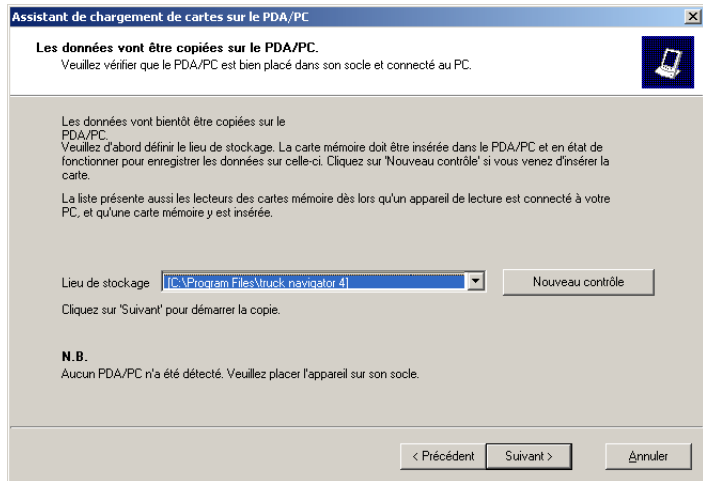 Assistant de chargement de cartes sur le PDA/PC
Les données vont être copiées sur le PDA/PC.
Veuillez vérifier que le PDA/PC est bien placé dans son socle et connecté au PC.
Les données vont bientôt être copiées sur le
PDA/PC.
Veuillez d'abord définir le lieu de stockage. La carte mémoire doit être insérée dans le PDA/PC et en état de
fonctionner pour enregistrer les données sur celle-ci. Cliquez sur 'Nouveau contrôle' si vous venez d'insérer la
carte.
La liste présente aussi les lecteurs des cartes mémoire dès lors qu'un appareil de lecture est connecté à votre
PC, et qu'une carte mémoire y est insérée.
Lieu de stockage [C:\Program Files\truck navigator 4] Nouveau contrôle
Cliquez sur 'Suivant' pour démarrer la copie.
N.B.
Aucun PDA/PC n'a été détecté. Veuillez placer l'appareil sur son socle.
< Précédent Suivant > Annuler